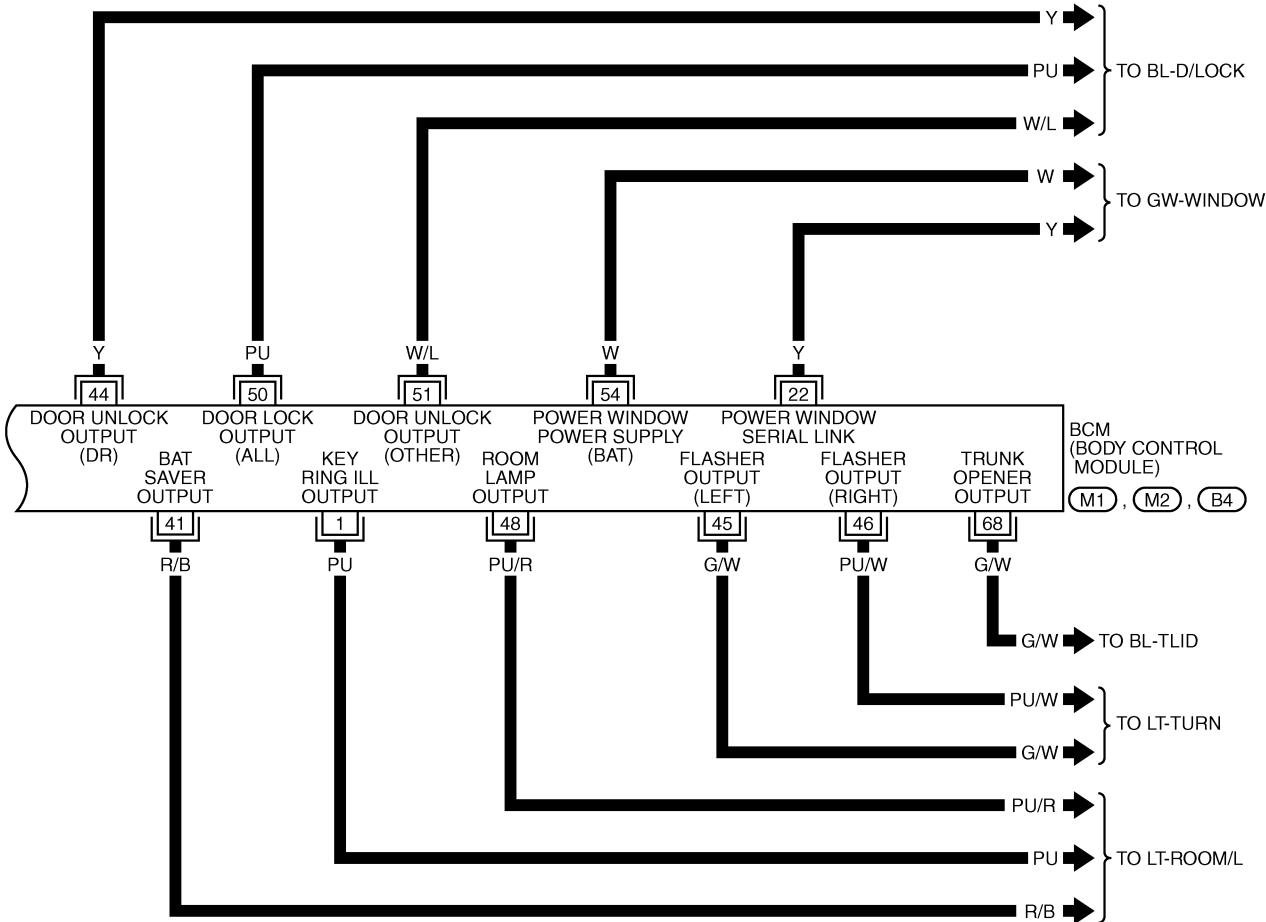 Y
PU
TO BL-D/LOCK
W/L
W
TO GW-WINDOW
Y
Y
PU
W/L
W
Y
44
50
51
54
22
DOOR UNLOCK
OUTPUT
(DR)
DOOR LOCK
OUTPUT
(ALL)
DOOR UNLOCK
OUTPUT
(OTHER)
POWER WINDOW
POWER SUPPLY
(BAT)
POWER WINDOW
SERIAL LINK
BCM
(BODY CONTROL
MODULE)
M1 , M2 , B4
BAT
SAVER
OUTPUT
KEY
RING ILL
OUTPUT
ROOM
LAMP
OUTPUT
FLASHER
OUTPUT
(LEFT)
FLASHER
OUTPUT
(RIGHT)
TRUNK
OPENER
OUTPUT
41
1
48
45
46
68
R/B
PU
PU/R
G/W
PU/W
G/W
G/W
TO BL-TLID
PU/W
TO LT-TURN
G/W
PU/R
PU
TO LT-ROOM/L
R/B